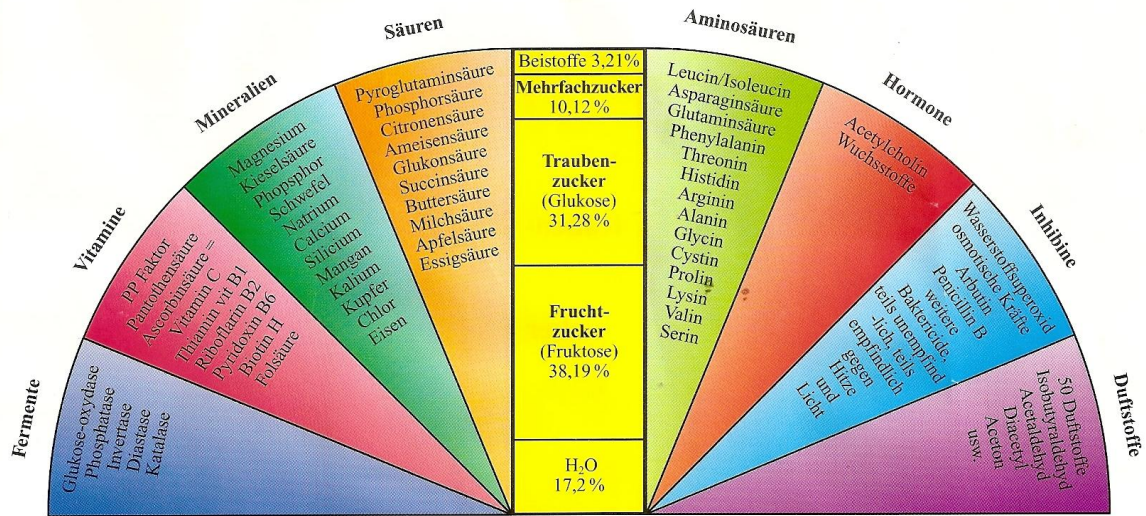 Fermente
Glukose-oxydase
Phosphatase
Invertase
Diastase
Katalase
Vitamine
PP Faktor
Pantothensäure
Ascorbinsäure =
Vitamin C
Thiamin vit B1
Riboflarin B2
Pyridoxin B6
Biotin H
Folsäure
Mineralien
Magnesium
Kieselsäure
Phopsphor
Schwefel
Natrium
Calcium
Silicium
Mangan
Kalium
Kupfer
Chlor
Eisen
Säuren
Pyroglutaminsäure
Phosphorsäure
Citronensäure
Ameisensäure
Glukonsäure
Succinsäure
Buttersäure
Milchsäure
Apfelsäure
Essigsäure
Beistoffe 3,21%
Mehrfachzucker
10,12 %
Trauben-
zucker
(Glukose)
31,28 %
Frucht-
zucker
(Fruktose)
38,19 %
H₂O
17,2 %
Aminosäuren
Leucin/Isoleucin
Asparaginsäure
Glutaminsäure
Phenylalanin
Threonin
Histidin
Arginin
Alanin
Glycin
Cystin
Prolin
Lysin
Valin
Serin
Hormone
Acetylcholin
Wuchsstoffe
Inhibine
Wasserstoffsuperoxid
osmotische Kräfte
Arbutin
Penicillin B
weitere
Baktericide,
teils unempfind
-lich, teils
empfindlich
gegen
Hitze
und
Licht
Duftstoffe
50 Duftstoffe
Isobutyraldehyd
Acetaldehyd
Diacetyl
Aceton
usw.